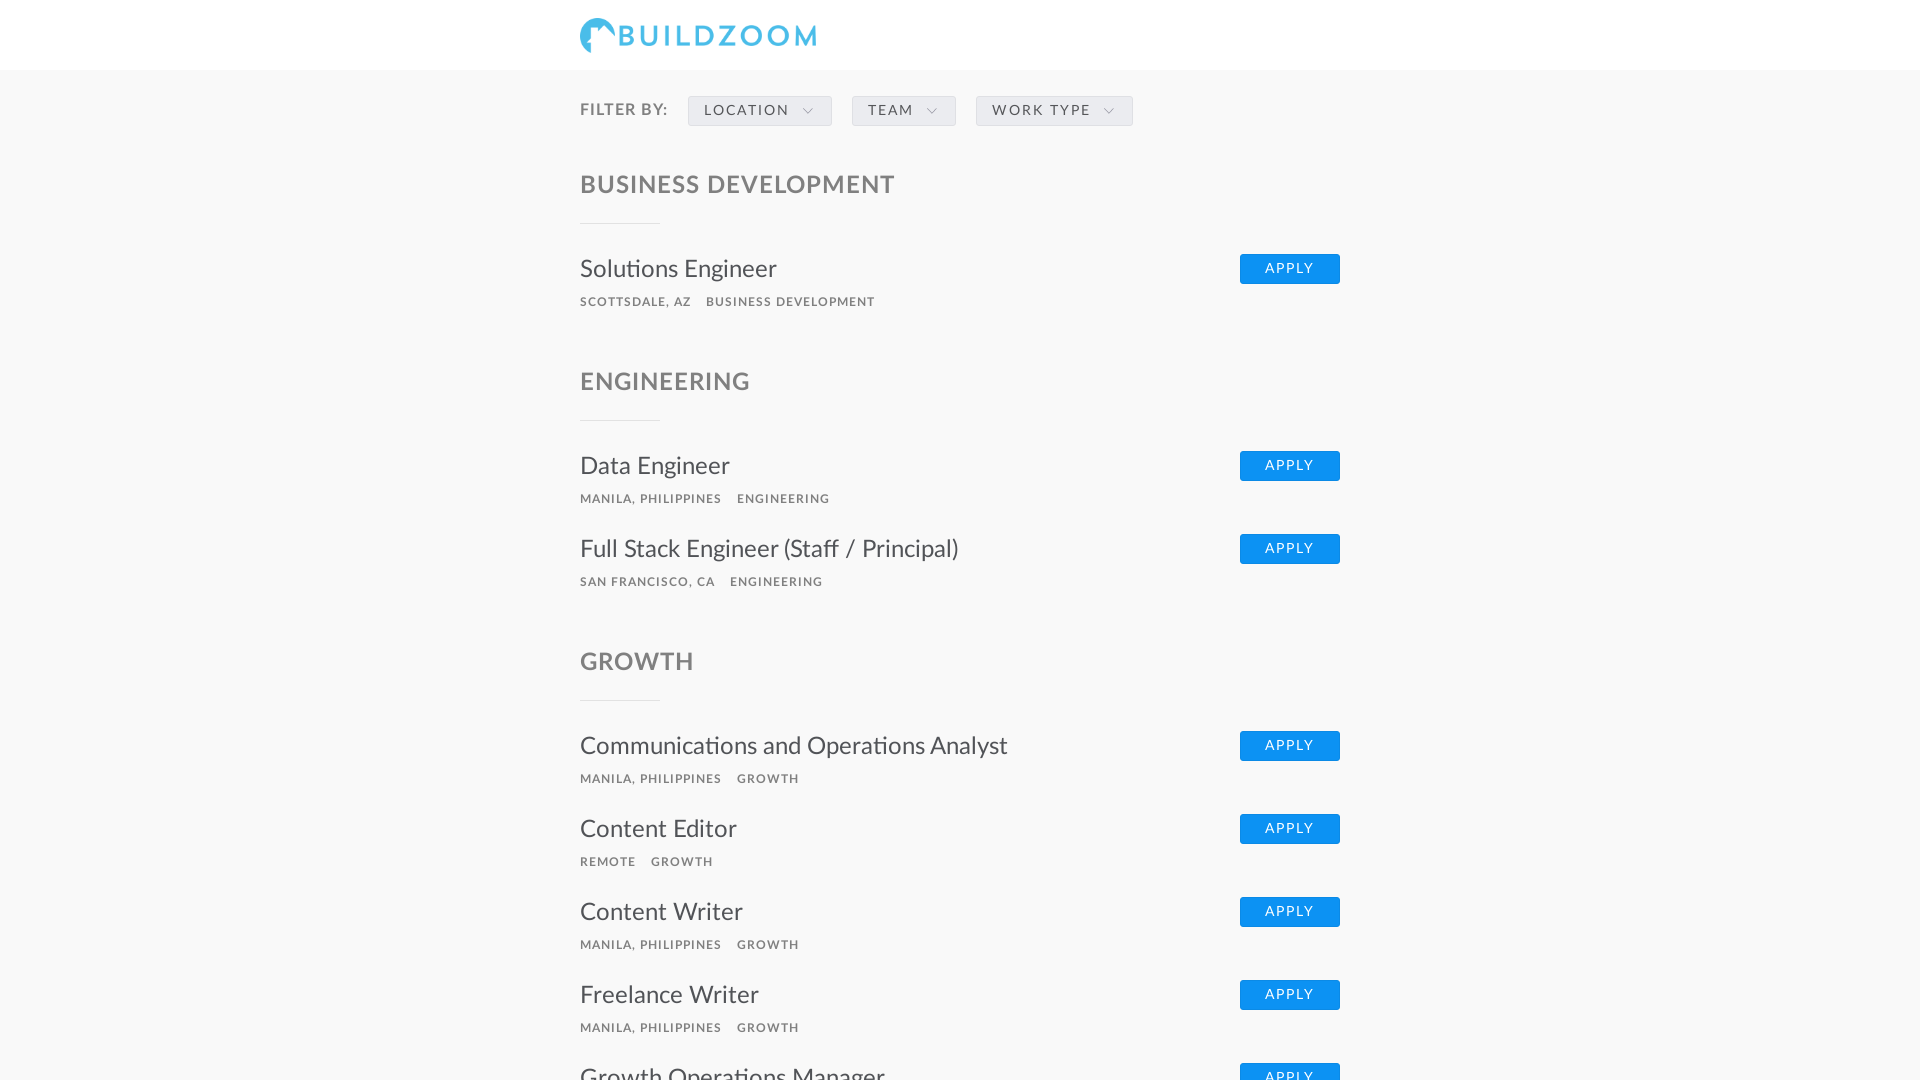 BUILDZOOM
FILTER BY: LOCATION TEAM WORK TYPE
BUSINESS DEVELOPMENT
Solutions Engineer APPLY
SCOTTSDALE, AZ BUSINESS DEVELOPMENT
ENGINEERING
Data Engineer APPLY
MANILA, PHILIPPINES ENGINEERING
Full Stack Engineer (Staff / Principal) APPLY
SAN FRANCISCO, CA ENGINEERING
GROWTH
Communications and Operations Analyst APPLY
MANILA, PHILIPPINES GROWTH
Content Editor APPLY
REMOTE GROWTH
Content Writer APPLY
MANILA, PHILIPPINES GROWTH
Freelance Writer APPLY
MANILA, PHILIPPINES GROWTH
Growth Operations Manager APPLY